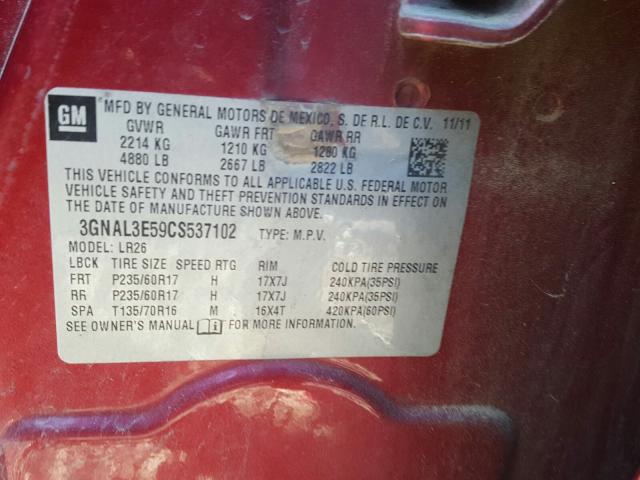 GM
MFD BY GENERAL MOTORS DE MEXICO, S. DE R.L. DE C.V. 11/11
GVWR GAWR FRT GAWR RR
2214 KG 1210 KG 1280 KG
4880 LB 2667 LB 2822 LB
THIS VEHICLE CONFORMS TO ALL APPLICABLE U.S. FEDERAL MOTOR
VEHICLE SAFETY AND THEFT PREVENTION STANDARDS IN EFFECT ON
THE DATE OF MANUFACTURE SHOWN ABOVE.
3GNAL3E59CS537102 TYPE: M.P.V.
MODEL: LR26
LBCK TIRE SIZE SPEED RTG RIM COLD TIRE PRESSURE
FRT P235/60R17 H 17X7J 240KPA(35PSI)
RR P235/60R17 H 17X7J 240KPA(35PSI)
SPA T135/70R16 M 16X4T 420KPA(60PSI)
SEE OWNER'S MANUAL FOR MORE INFORMATION.